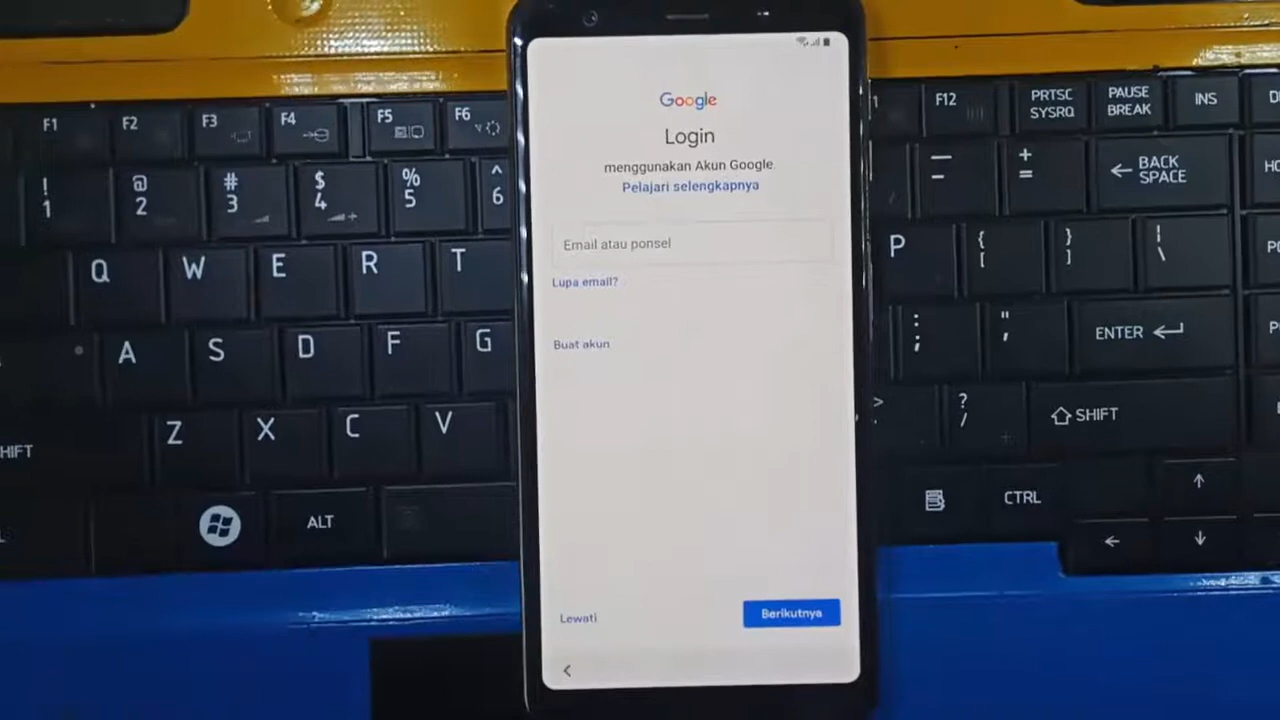 Google
Login
menggunakan Akun Google.
Pelajari selengkapnya
Email atau ponsel
Lupa email?
Buat akun
Lewati
Berikutnya
F1
F2
F3
F4
F5
F6
F12
PRTSC
SYSRQ
PAUSE
BREAK
INS
!
1
@
2
#
3
$
4
%
5
^
6
—
-
+
=
← BACK
SPACE
Q
W
E
R
T
P
{
[
}
]
|
\
A
S
D
F
G
:
;
"
'
ENTER
Z
X
C
V
>
?
/
SHIFT
ALT
CTRL
↑
←
↓